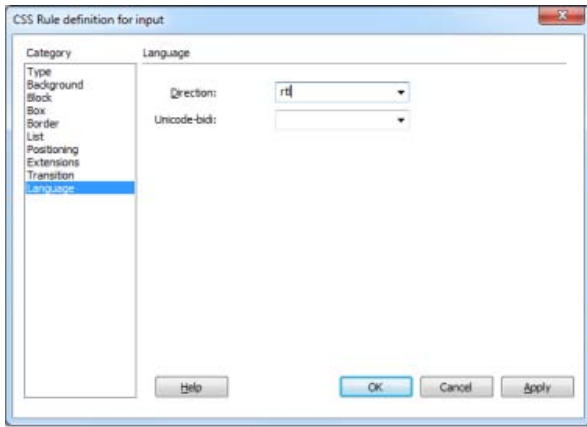 CSS Rule definition for input
Category
Language
Type
Background
Block
Box
Border
List
Positioning
Extensions
Transition
Language
Direction:
rtl
Unicode-bidi:
Help
OK
Cancel
Apply